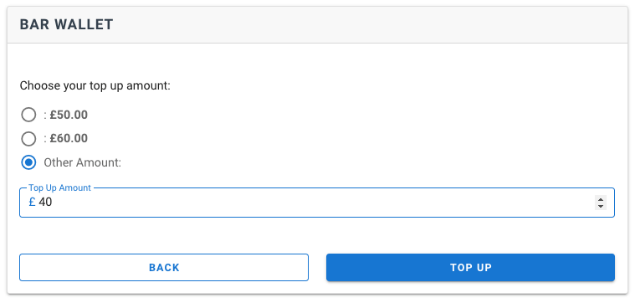 BAR WALLET
Choose your top up amount:
: £50.00
: £60.00
Other Amount:
Top Up Amount
£ 40
BACK
TOP UP